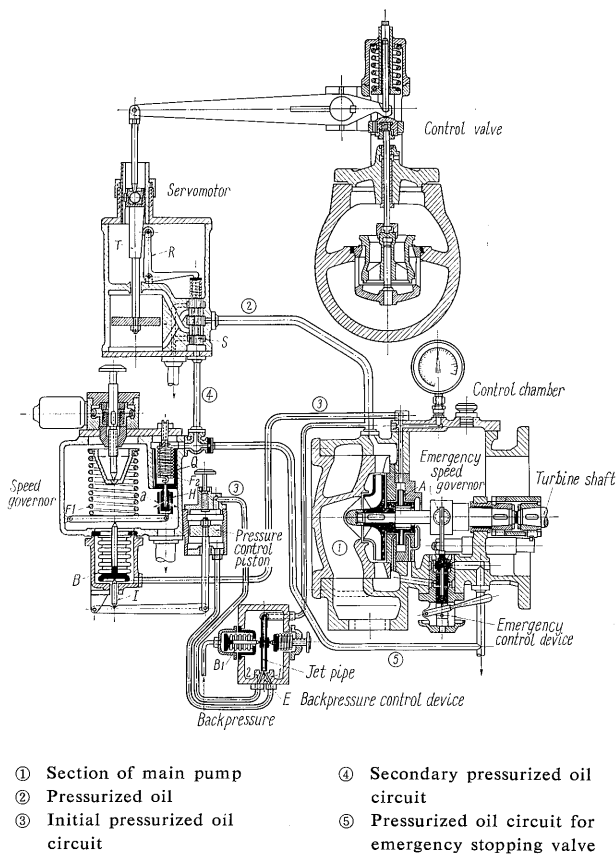 Control valve
Servomotor
T
R
②
S
④
③
Control chamber
Emergency
speed
governor
A
Turbine shaft
Speed
governor
Q
F2
F1
a
H
③
Pressure
control
piston
①
B
I
Emergency
control device
B1
2
1
Jet pipe
⑤
E Backpressure control device
Backpressure
① Section of main pump
② Pressurized oil
③ Initial pressurized oil
circuit
④ Secondary pressurized oil
circuit
⑤ Pressurized oil circuit for
emergency stopping valve